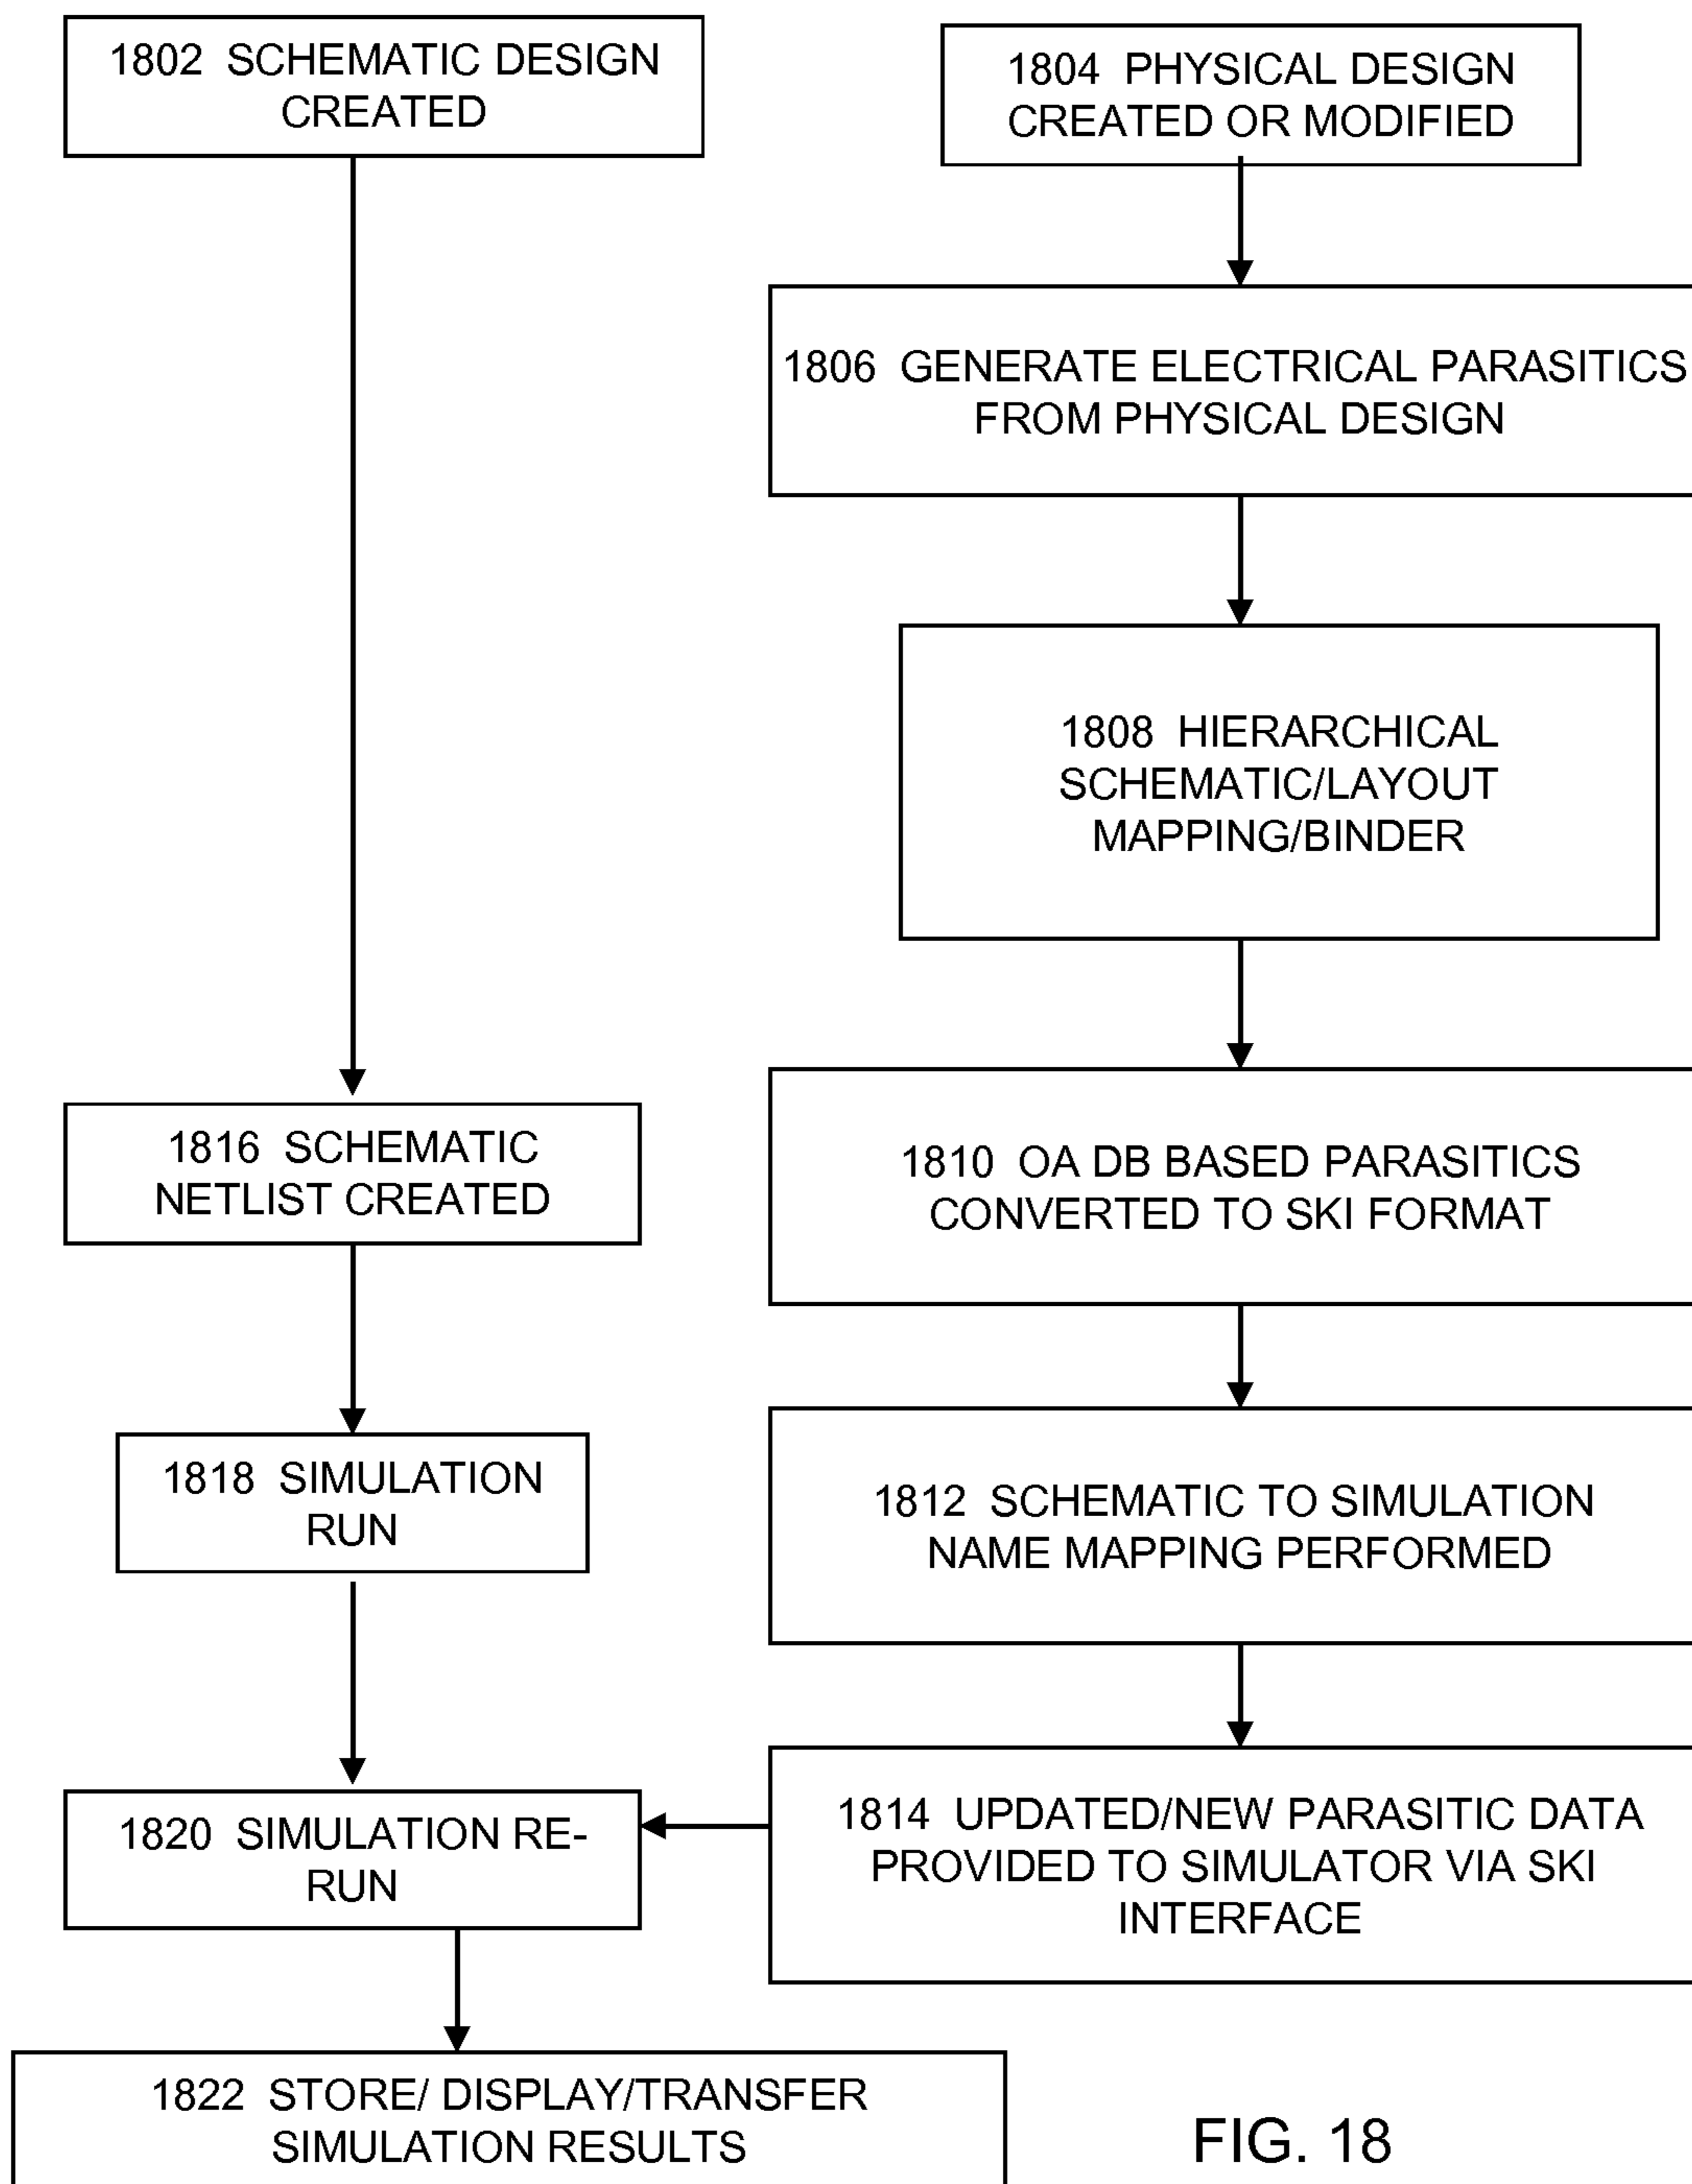 1802 SCHEMATIC DESIGN
CREATED
1804 PHYSICAL DESIGN
CREATED OR MODIFIED
1806 GENERATE ELECTRICAL PARASITICS
FROM PHYSICAL DESIGN
1808 HIERARCHICAL
SCHEMATIC/LAYOUT
MAPPING/BINDER
1816 SCHEMATIC
NETLIST CREATED
1810 OA DB BASED PARASITICS
CONVERTED TO SKI FORMAT
1818 SIMULATION
RUN
1812 SCHEMATIC TO SIMULATION
NAME MAPPING PERFORMED
1820 SIMULATION RE-
RUN
1814 UPDATED/NEW PARASITIC DATA
PROVIDED TO SIMULATOR VIA SKI
INTERFACE
1822 STORE/ DISPLAY/TRANSFER
SIMULATION RESULTS
FIG. 18